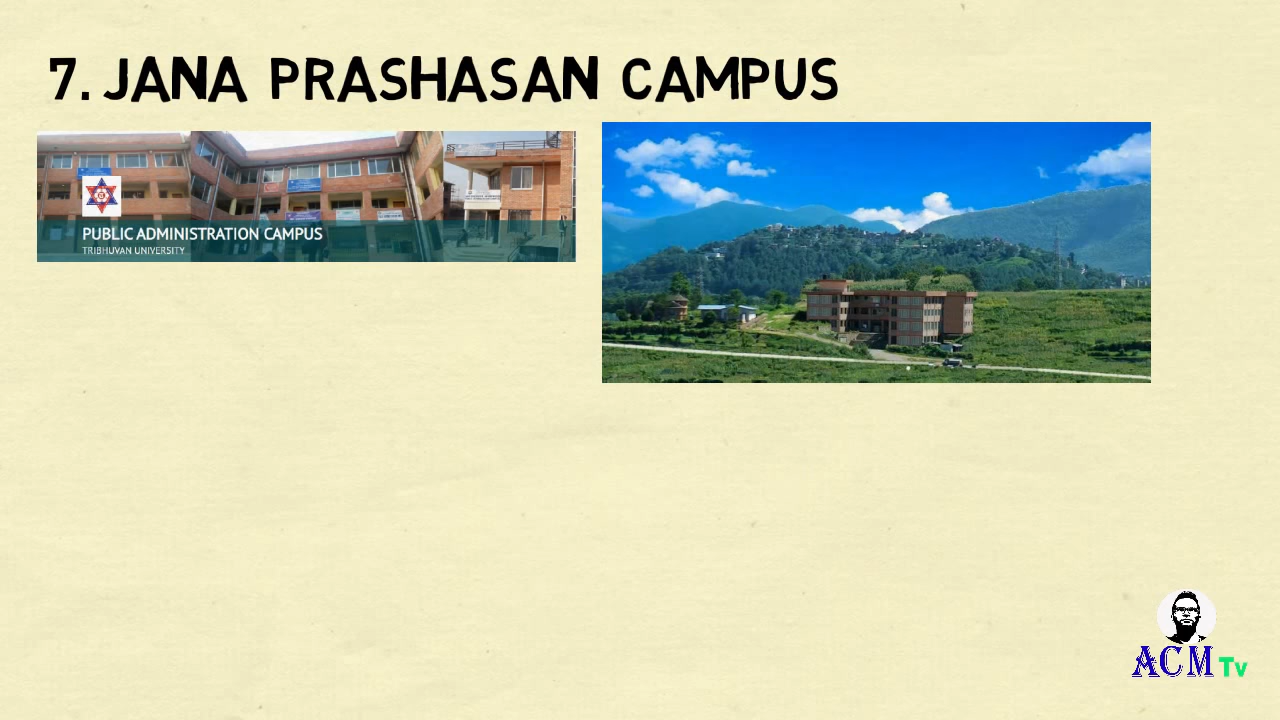 7. JANA PRASHASAN CAMPUS
PUBLIC ADMINISTRATION CAMPUS
TRIBHUVAN UNIVERSITY
ACM Tv